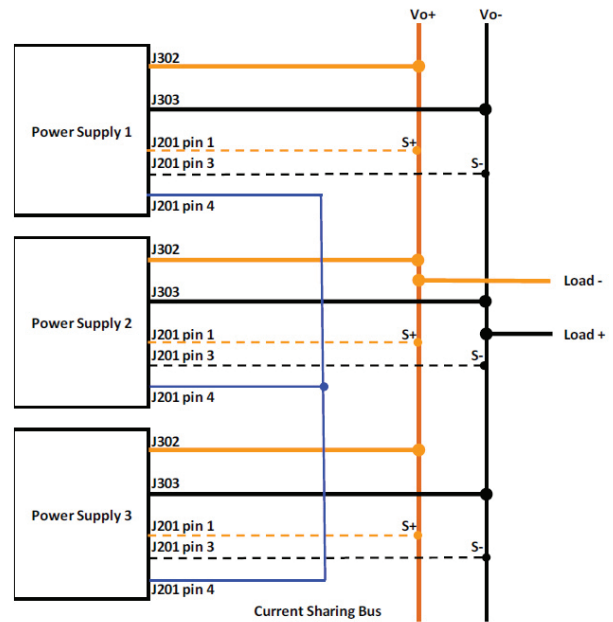 Vo+
Vo-
J302
J303
Power Supply 1
J201 pin 1
S+
J201 pin 3
S-
J201 pin 4
J302
Load -
J303
Power Supply 2
Load +
J201 pin 1
S+
J201 pin 3
S-
J201 pin 4
J302
J303
Power Supply 3
J201 pin 1
S+
J201 pin 3
S-
J201 pin 4
Current Sharing Bus